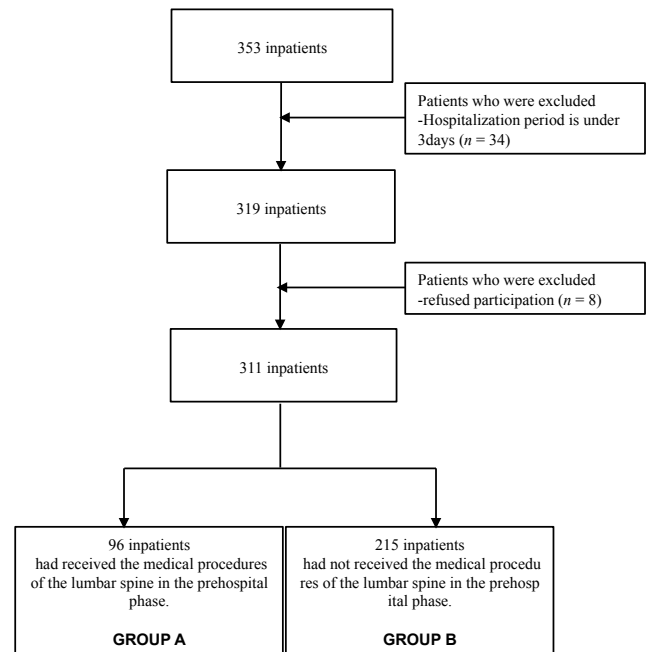 353 inpatients
Patients who were excluded
-Hospitalization period is under
3days (n = 34)
319 inpatients
Patients who were excluded
-refused participation (n = 8)
311 inpatients
96 inpatients
had received the medical procedures
of the lumbar spine in the prehospital
phase.
GROUP A
215 inpatients
had not received the medical procedu
res of the lumbar spine in the prehosp
ital phase.
GROUP B